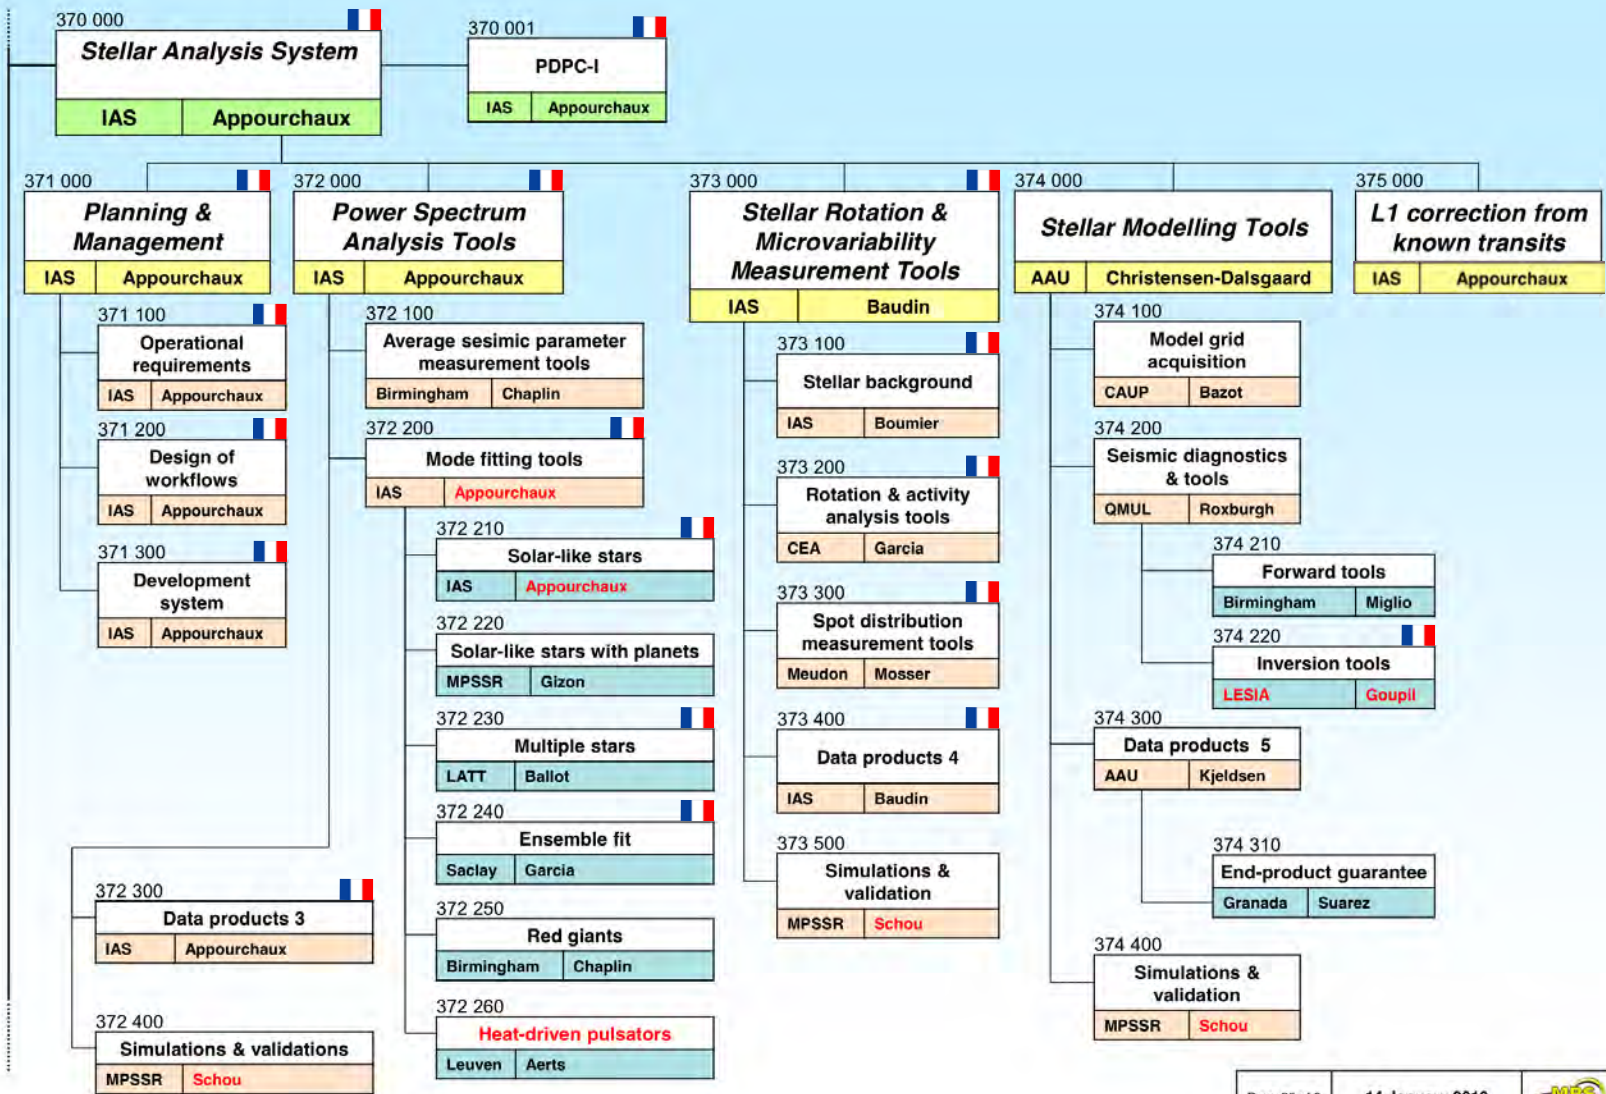 370 000
Stellar Analysis System
IAS Appourchaux
370 001
PDPC-I
IAS Appourchaux
371 000
Planning &
Management
IAS Appourchaux
371 100
Operational
requirements
IAS Appourchaux
371 200
Design of
workflows
IAS Appourchaux
371 300
Development
system
IAS Appourchaux
372 000
Power Spectrum
Analysis Tools
IAS Appourchaux
372 100
Average sesimic parameter
measurement tools
Birmingham Chaplin
372 200
Mode fitting tools
IAS Appourchaux
372 210
Solar-like stars
IAS Appourchaux
372 220
Solar-like stars with planets
MPSSR Gizon
372 230
Multiple stars
LATT Ballot
372 240
Ensemble fit
Saclay Garcia
372 250
Red giants
Birmingham Chaplin
372 260
Heat-driven pulsators
Leuven Aerts
372 300
Data products 3
IAS Appourchaux
372 400
Simulations & validations
MPSSR Schou
373 000
Stellar Rotation &
Microvariability
Measurement Tools
IAS Baudin
373 100
Stellar background
IAS Boumier
373 200
Rotation & activity
analysis tools
CEA Garcia
373 300
Spot distribution
measurement tools
Meudon Mosser
373 400
Data products 4
IAS Baudin
373 500
Simulations &
validation
MPSSR Schou
374 000
Stellar Modelling Tools
AAU Christensen-Dalsgaard
374 100
Model grid
acquisition
CAUP Bazot
374 200
Seismic diagnostics
& tools
QMUL Roxburgh
374 210
Forward tools
Birmingham Miglio
374 220
Inversion tools
LESIA Goupil
374 300
Data products 5
AAU Kjeldsen
374 310
End-product guarantee
Granada Suarez
374 400
Simulations &
validation
MPSSR Schou
375 000
L1 correction from
known transits
IAS Appourchaux